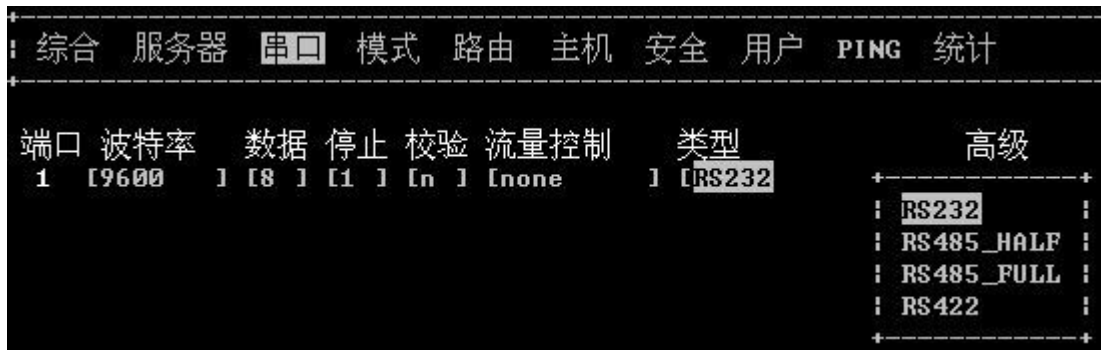 综合 服务器 串口 模式 路由 主机 安全 用户 PING 统计
端口 波特率 数据 停止 校验 流量控制 类型 高级
1 [9600 ] [8 ] [1 ] [n ] [none ] [RS232
RS232
RS485_HALF
RS485_FULL
RS422